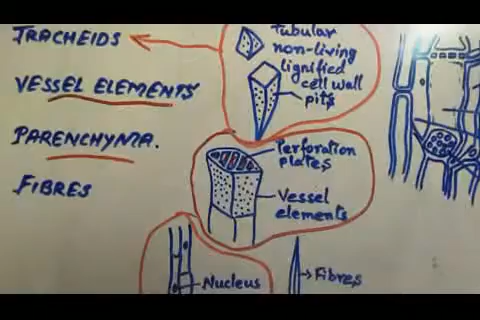 TRACHEIDS
VESSEL ELEMENTS
PARENCHYMA.
FIBRES
Tubular
non-living
lignified
cell wall
pits
Perforation
plates
Vessel
elements
Nucleus
Fibres